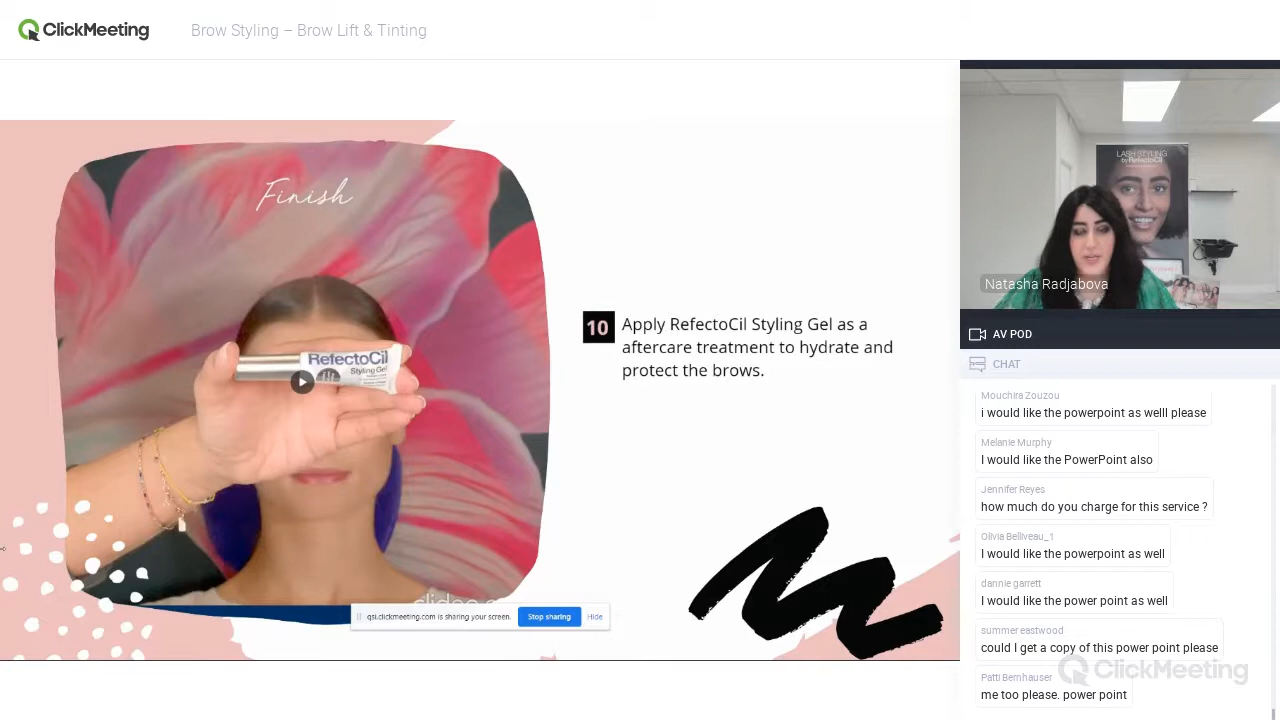 ClickMeeting
Brow Styling – Brow Lift & Tinting
Finish
RefectoCil
Styling Gel
10 Apply RefectoCil Styling Gel as a
aftercare treatment to hydrate and
protect the brows.
qsi.clickmeeting.com is sharing your screen. Stop sharing Hide
LASH STYLING
by RefectoCil
Natasha Radjabova
AV POD
CHAT
Mouchira Zouzou
i would like the powerpoint as welll please
Melanie Murphy
I would like the PowerPoint also
Jennifer Reyes
how much do you charge for this service ?
Olivia Belliveau_1
I would like the powerpoint as well
dannie garrett
I would like the power point as well
summer eastwood
could I get a copy of this power point please
Patti Bernhauser
me too please. power point
ClickMeeting